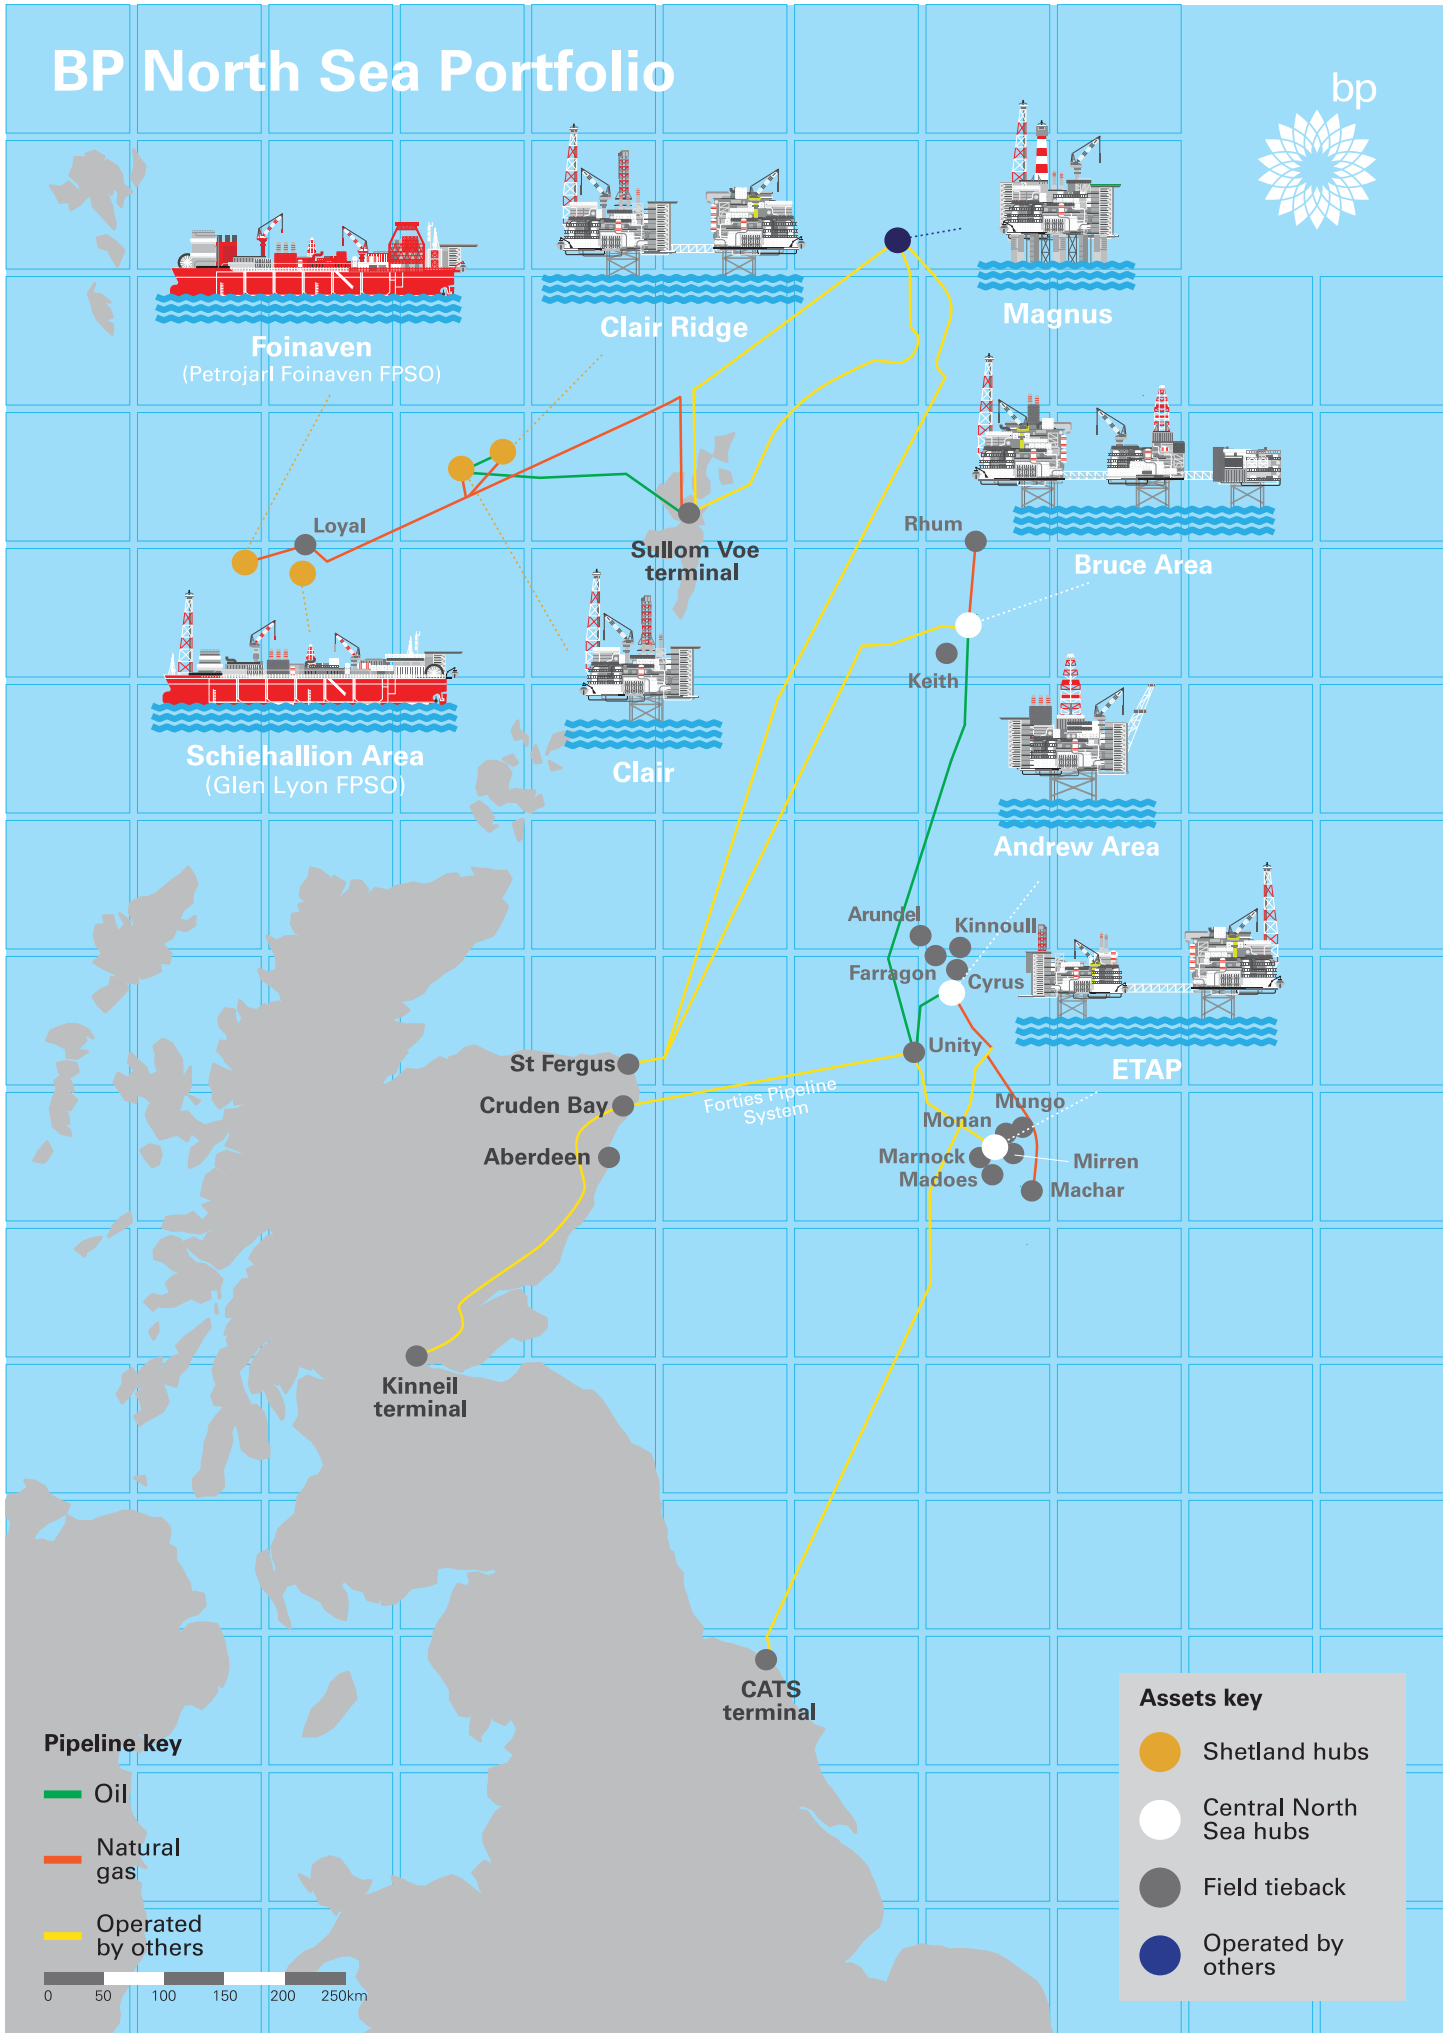 BP North Sea Portfolio
bp
Foinaven
(Petrojarl Foinaven FPSO)
Clair Ridge
Magnus
Loyal
Sullom Voe
terminal
Rhum
Bruce Area
Keith
Schiehallion Area
(Glen Lyon FPSO)
Clair
Andrew Area
Arundel
Kinnoull
Farragon
Cyrus
Unity
ETAP
St Fergus
Cruden Bay
Forties Pipeline
System
Aberdeen
Mungo
Monan
Marnock
Mirren
Madoes
Machar
Kinneil
terminal
CATS
terminal
Pipeline key
Oil
Natural
gas
Operated
by others
0 50 100 150 200 250km
Assets key
Shetland hubs
Central North
Sea hubs
Field tieback
Operated by
others